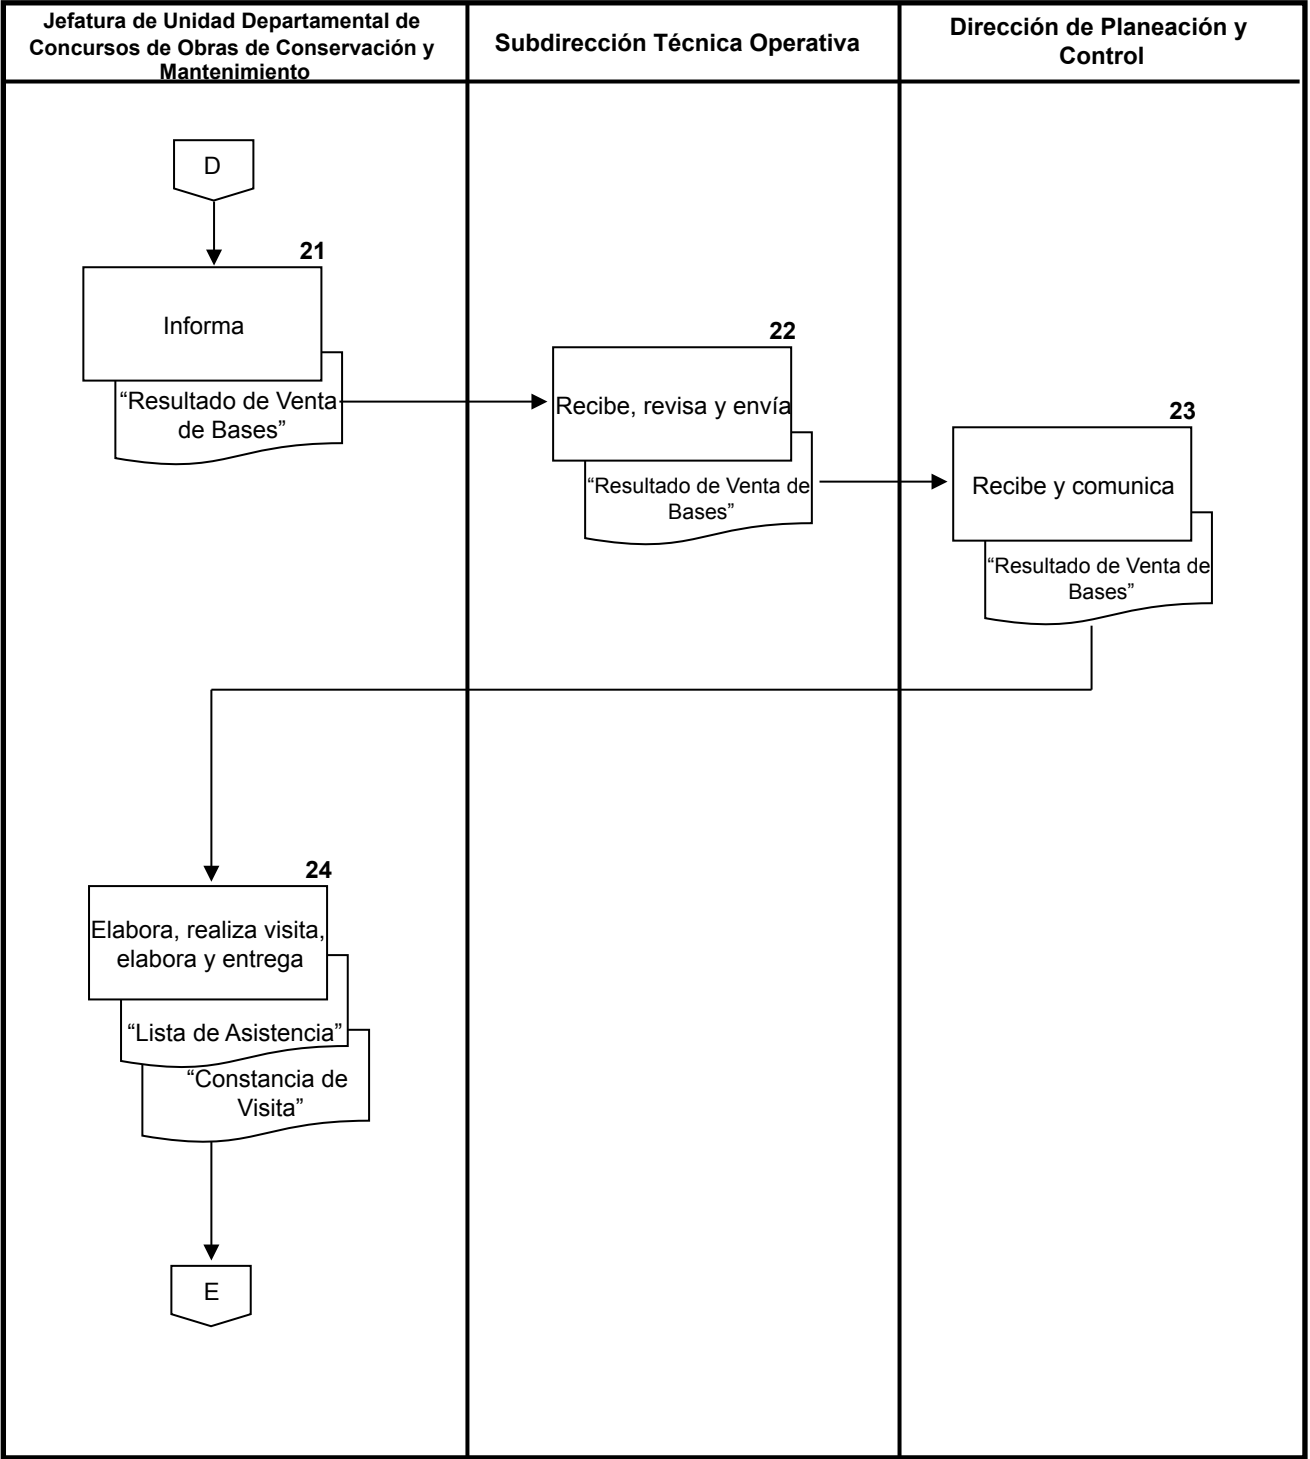 Jefatura de Unidad Departamental de
Concursos de Obras de Conservación y
Mantenimiento
Subdirección Técnica Operativa
Dirección de Planeación y
Control
D
21
Informa
“Resultado de Venta
de Bases”
22
Recibe, revisa y envía
“Resultado de Venta de
Bases”
23
Recibe y comunica
“Resultado de Venta de
Bases”
24
Elabora, realiza visita,
elabora y entrega
“Lista de Asistencia”
“Constancia de
Visita”
E